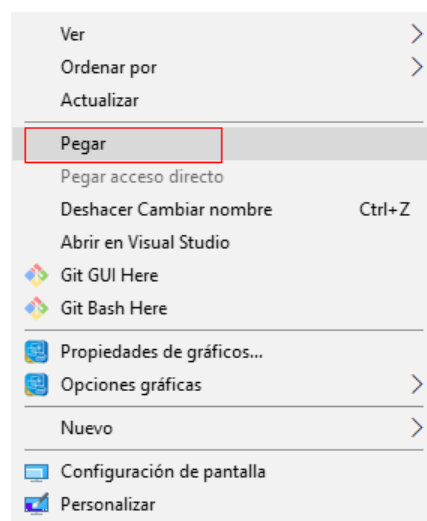 Ver
Ordenar por
Actualizar
Pegar
Pegar acceso directo
Deshacer Cambiar nombre Ctrl+Z
Abrir en Visual Studio
Git GUI Here
Git Bash Here
Propiedades de gráficos...
Opciones gráficas
Nuevo
Configuración de pantalla
Personalizar